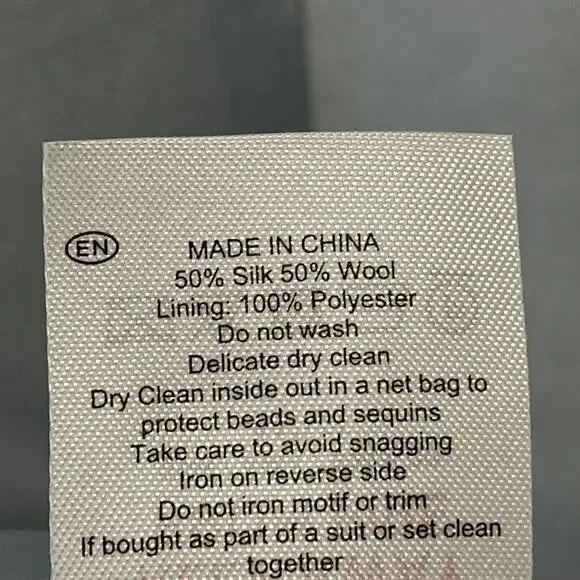 EN
MADE IN CHINA
50% Silk 50% Wool
Lining: 100% Polyester
Do not wash
Delicate dry clean
Dry Clean inside out in a net bag to
protect beads and sequins
Take care to avoid snagging
Iron on reverse side
Do not iron motif or trim
If bought as part of a suit or set clean
together